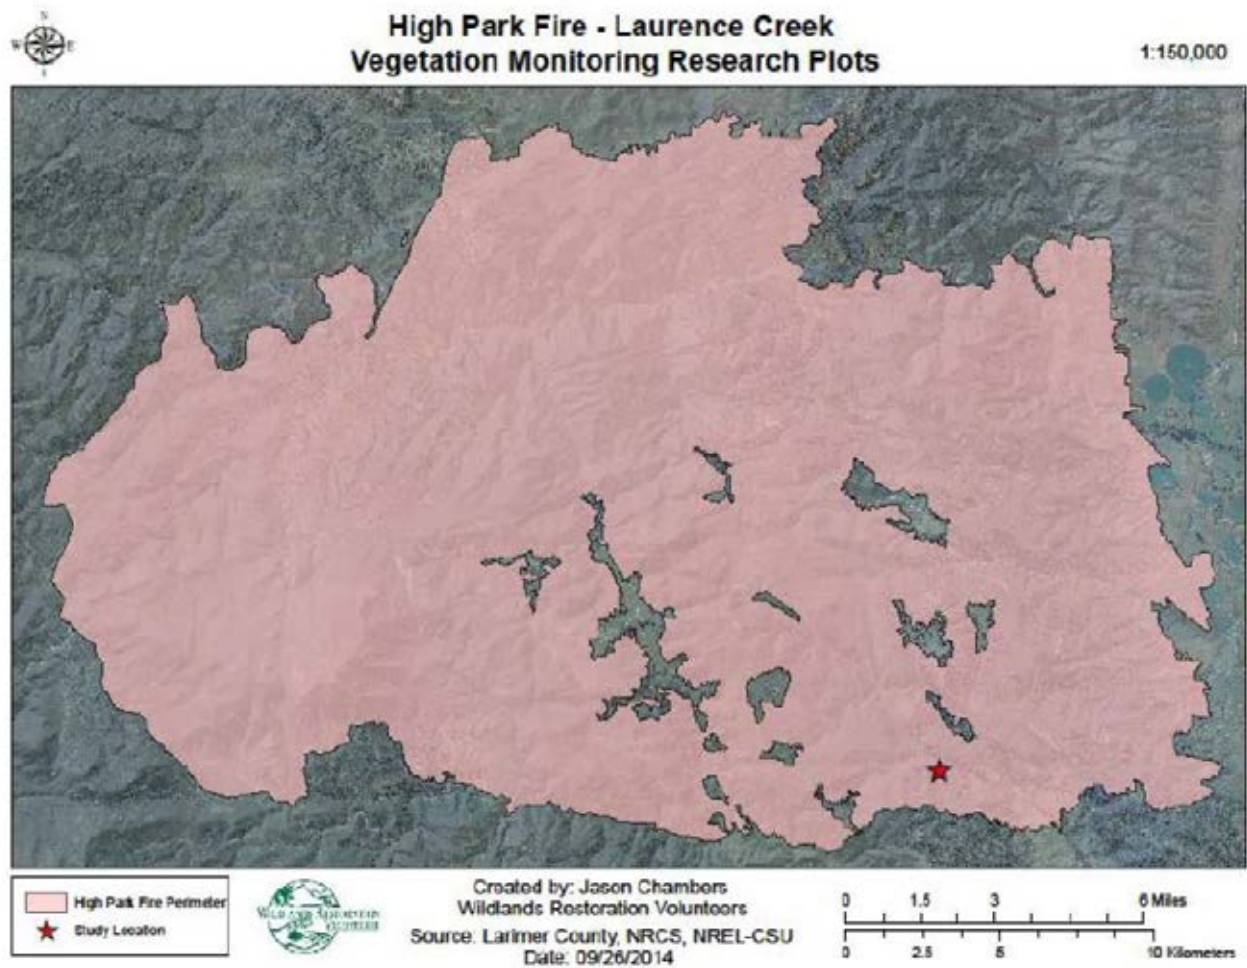 High Park Fire - Laurence Creek
Vegetation Monitoring Research Plots
1:150,000
N
W
E
High Park Fire Perimeter
Study Location
Created by: Jason Chambers
Wildlands Restoration Volunteers
Source: Larimer County, NRCS, NREL-CSU
Date: 09/26/2014
0 1.5 3 6 Miles
0 2.5 5 10 Kilometers